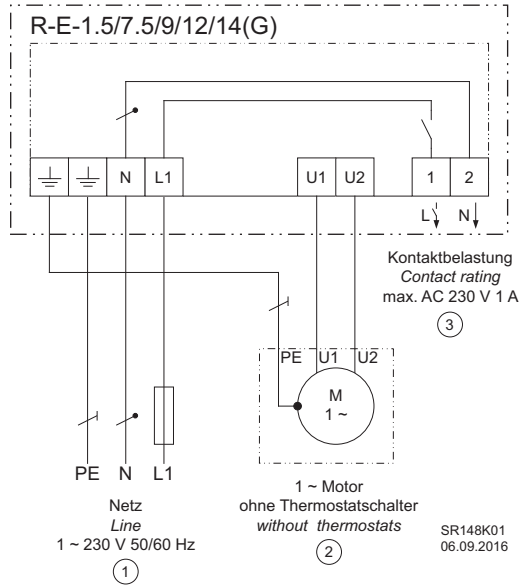 R-E-1.5/7.5/9/12/14(G)
N L1 U1 U2 1 2
L N
Kontaktbelastung
Contact rating
max. AC 230 V 1 A
3
PE U1 U2
M
1 ~
PE N L1
Netz
Line
1 ~ 230 V 50/60 Hz
1
1 ~ Motor
ohne Thermostatschalter
without thermostats
2
SR148K01
06.09.2016